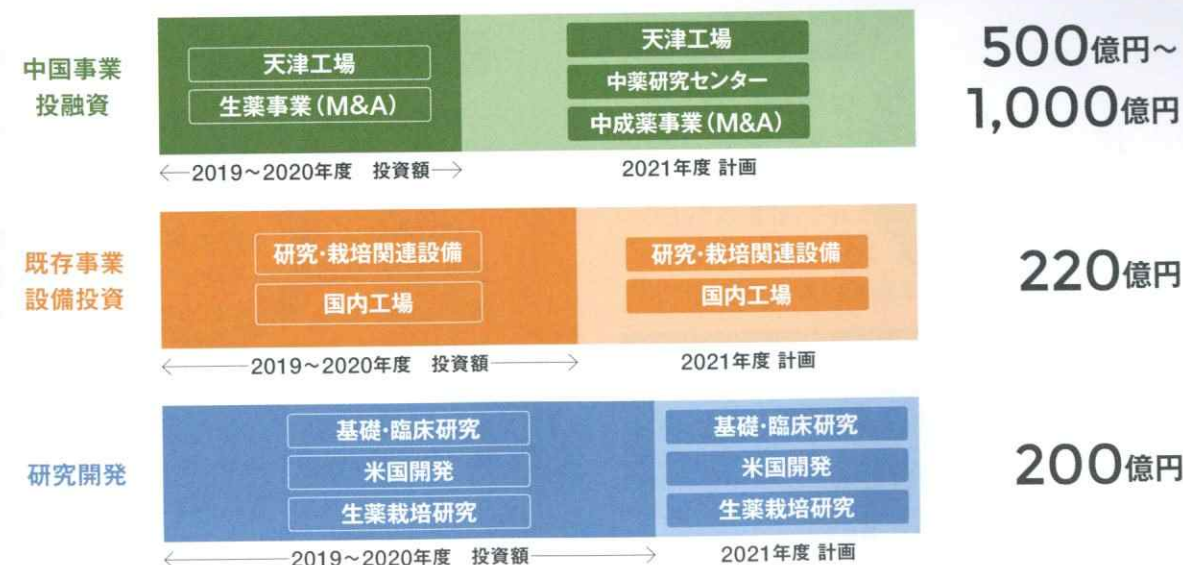 中国事業
投融資
天津工場
生薬事業(M&A)
天津工場
中薬研究センター
中成薬事業(M&A)
500億円～
1,000億円
←2019～2020年度 投資額→
2021年度 計画
既存事業
設備投資
研究・栽培関連設備
国内工場
研究・栽培関連設備
国内工場
220億円
←2019～2020年度 投資額→
2021年度 計画
研究開発
基礎・臨床研究
米国開発
生薬栽培研究
基礎・臨床研究
米国開発
生薬栽培研究
200億円
←2019～2020年度 投資額→
2021年度 計画